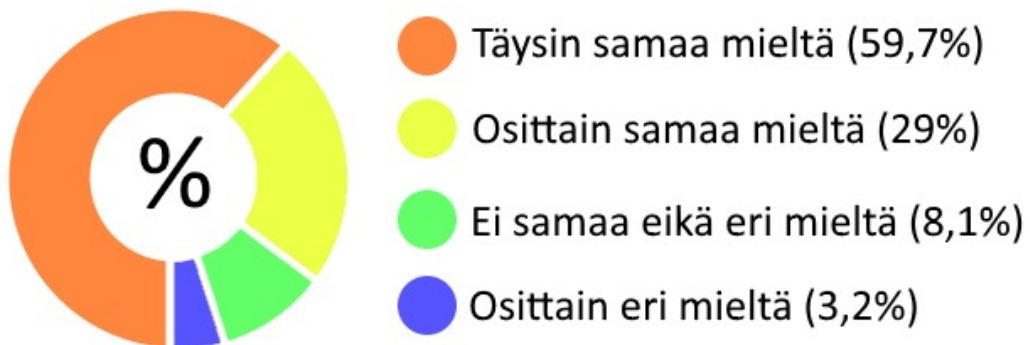 %
Täysin samaa mieltä (59,7%)
Osittain samaa mieltä (29%)
Ei samaa eikä eri mieltä (8,1%)
Osittain eri mieltä (3,2%)